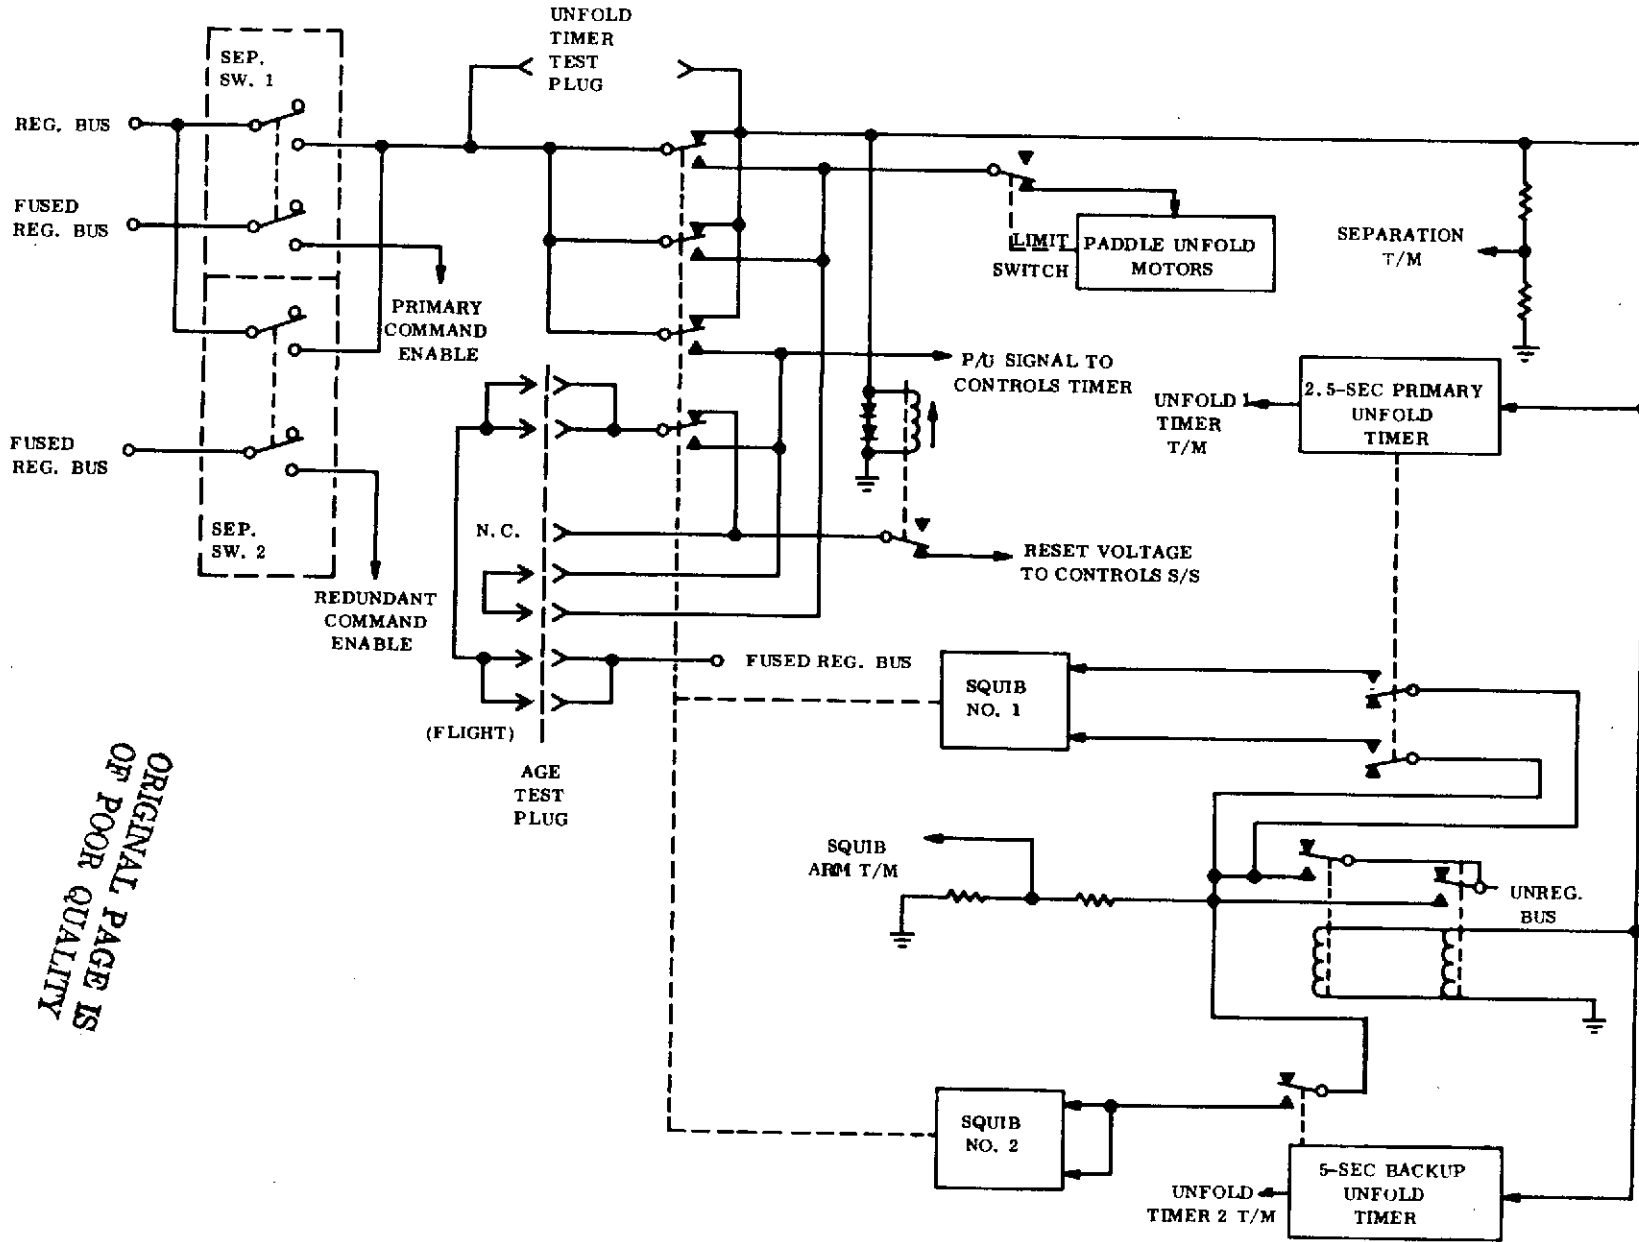 UNFOLD
TIMER
TEST
PLUG
SEP.
SW. 1
REG. BUS
FUSED
REG. BUS
PRIMARY
COMMAND
ENABLE
FUSED
REG. BUS
SEP.
SW. 2
REDUNDANT
COMMAND
ENABLE
N.C.
(FLIGHT)
AGE
TEST
PLUG
LIMIT
SWITCH
PADDLE UNFOLD
MOTORS
SEPARATION
T/M
P/U SIGNAL TO
CONTROLS TIMER
UNFOLD 1
TIMER
T/M
2.5-SEC PRIMARY
UNFOLD
TIMER
RESET VOLTAGE
TO CONTROLS S/S
FUSED REG. BUS
SQUIB
NO. 1
SQUIB
ARM T/M
UNREG.
BUS
SQUIB
NO. 2
UNFOLD
TIMER 2 T/M
5-SEC BACKUP
UNFOLD
TIMER
ORIGINAL PAGE IS
OF POOR QUALITY